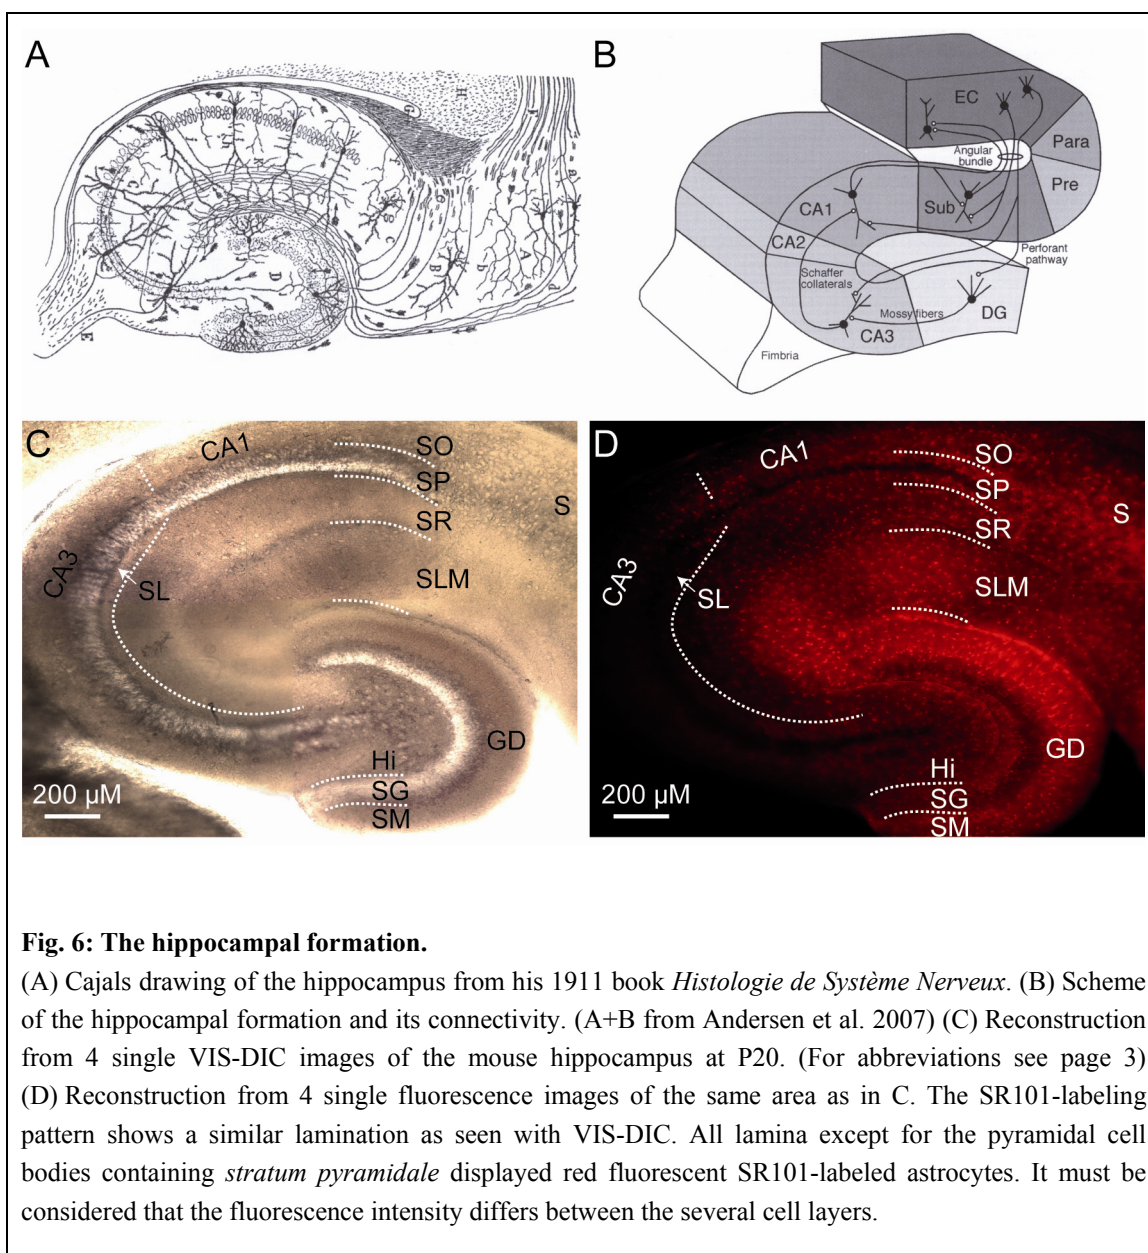 A
B
H
G
D
E
B
A
b
a
d
EC
Para
Angular
bundle
Pre
CA1
Sub
CA2
Perforant
pathway
Schaffer
collaterals
Mossy fibers
DG
CA3
Fimbria
C
CA1
SO
SP
S
SR
CA3
SL
SLM
GD
Hi
SG
SM
200 µM
D
CA1
SO
SP
S
SR
CA3
SL
SLM
GD
Hi
SG
SM
200 µM
Fig. 6: The hippocampal formation.
(A) Cajals drawing of the hippocampus from his 1911 book Histologie de Système Nerveux. (B) Scheme
of the hippocampal formation and its connectivity. (A+B from Andersen et al. 2007) (C) Reconstruction
from 4 single VIS-DIC images of the mouse hippocampus at P20. (For abbreviations see page 3)
(D) Reconstruction from 4 single fluorescence images of the same area as in C. The SR101-labeling
pattern shows a similar lamination as seen with VIS-DIC. All lamina except for the pyramidal cell
bodies containing stratum pyramidale displayed red fluorescent SR101-labeled astrocytes. It must be
considered that the fluorescence intensity differs between the several cell layers.